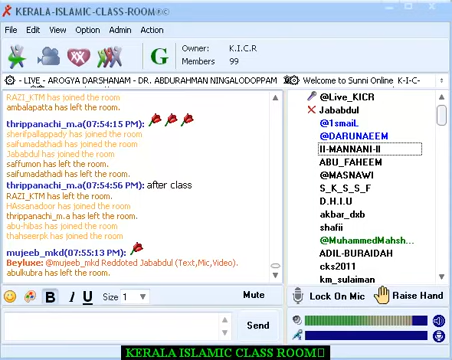 KERALA-ISLAMIC-CLASS-ROOM®©
File Edit View Option Admin Action
G
Owner: K.I.C.R
Members 99
- LIVE - AROGYA DARSHANAM - DR. ABDURAHMAN NINGALODOPPAM
Welcome to Sunni Online K-I-C-
RAZI_KTM has joined the room
ambalapatta has left the room.
thrippanachi_m.a(07:54:15 PM):
sherifpallappady has joined the room
saifumadathadi has joined the room
Jababdul has joined the room
saffumon has left the room.
saifumadathadi has left the room.
thrippanachi_m.a(07:54:56 PM): after class
RAZI_KTM has left the room.
HAssanadoor has joined the room
thrippanachi_m.a has left the room.
abu-hibas has joined the room
thahseerpk has joined the room
mujeeb_mkd(07:55:13 PM):
Beyluxe: @mujeeb_mkd Reddoted Jababdul (Text,Mic,Video).
abulkubra has left the room.
@Live_KICR
Jababdul
@1smaiL
@DARUNAEEM
II-MANNANI-II
ABU_FAHEEM
@MASNAWI
S_K_S_S_F
D.H.I.U
akbar_dxb
shafii
@MuhammedMahsh...
ADIL-BURAIDAH
cks2011
km_sulaiman
B I U Size 1 Mute
Lock On Mic Raise Hand
Send
KERALA ISLAMIC CLASS ROOM